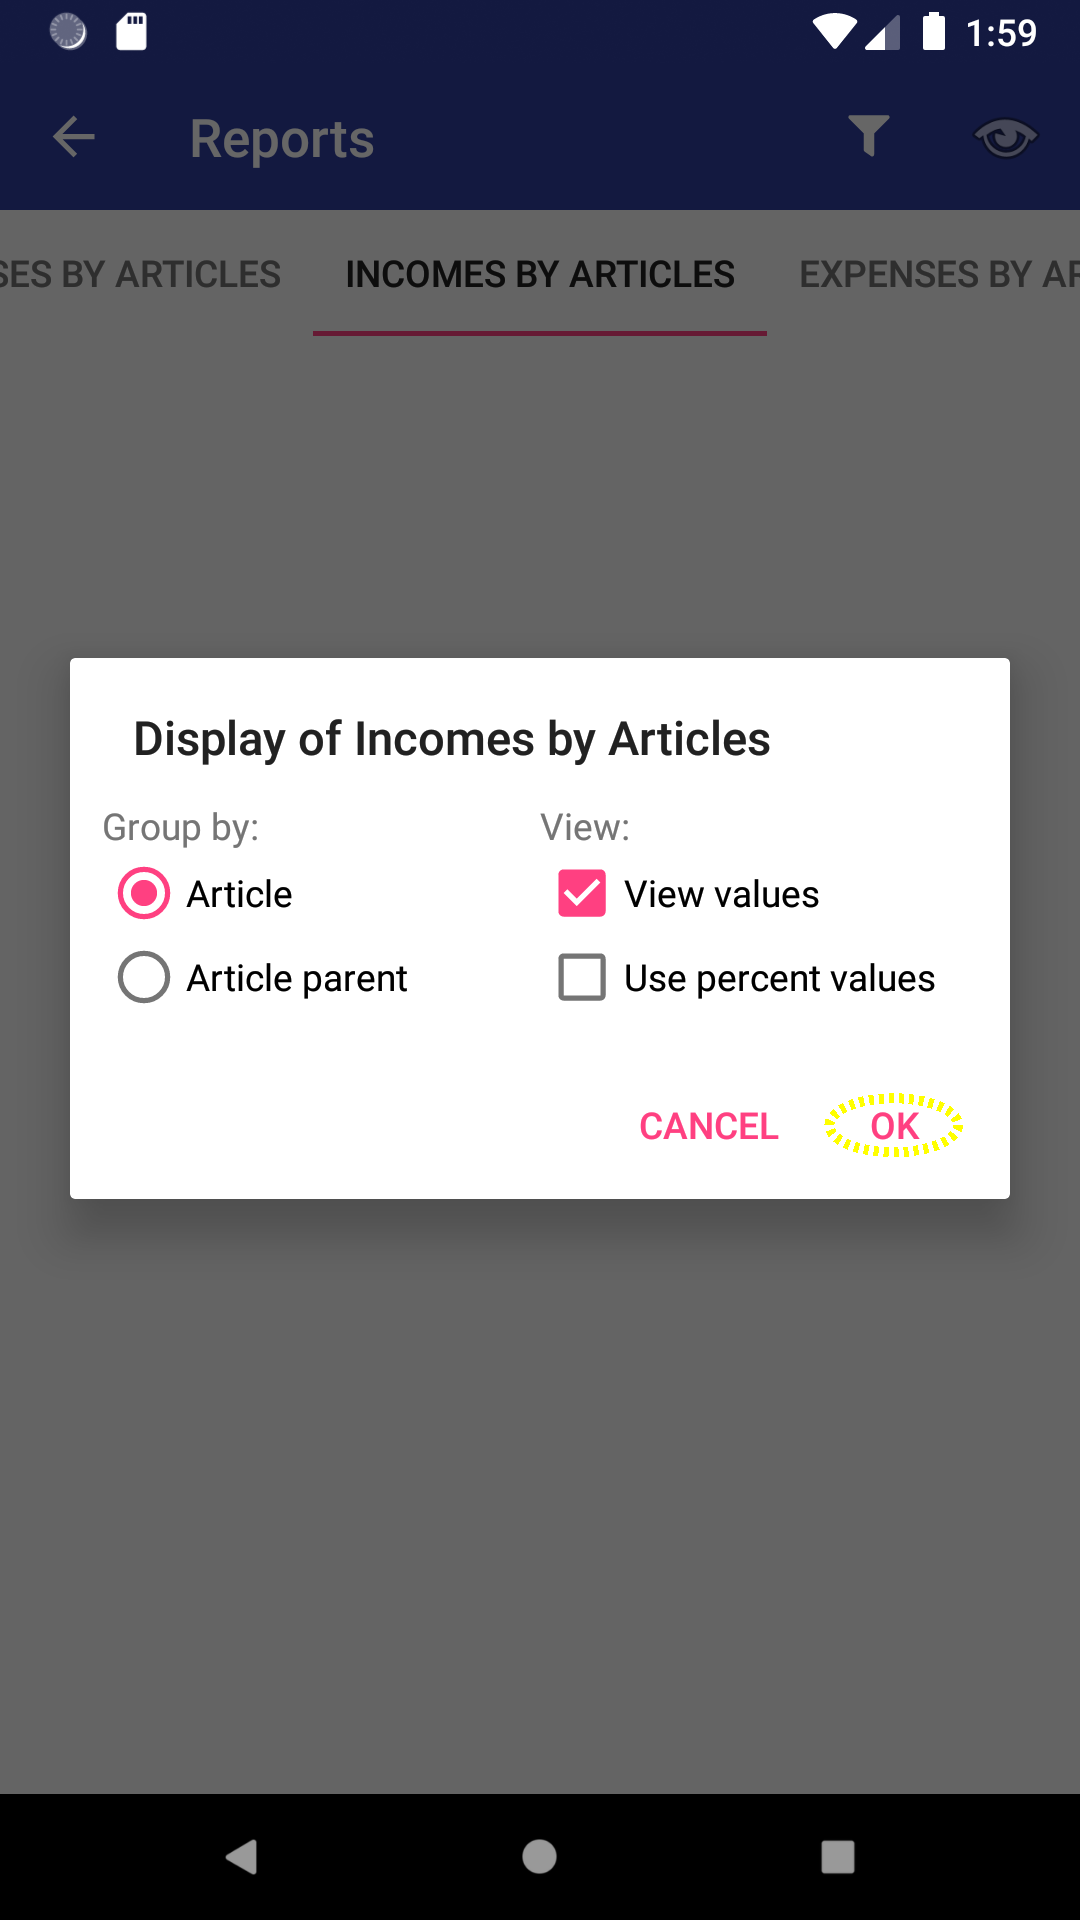 1:59
Reports
SES BY ARTICLES INCOMES BY ARTICLES EXPENSES BY AR
Display of Incomes by Articles
Group by: View:
Article View values
Article parent Use percent values
CANCEL OK